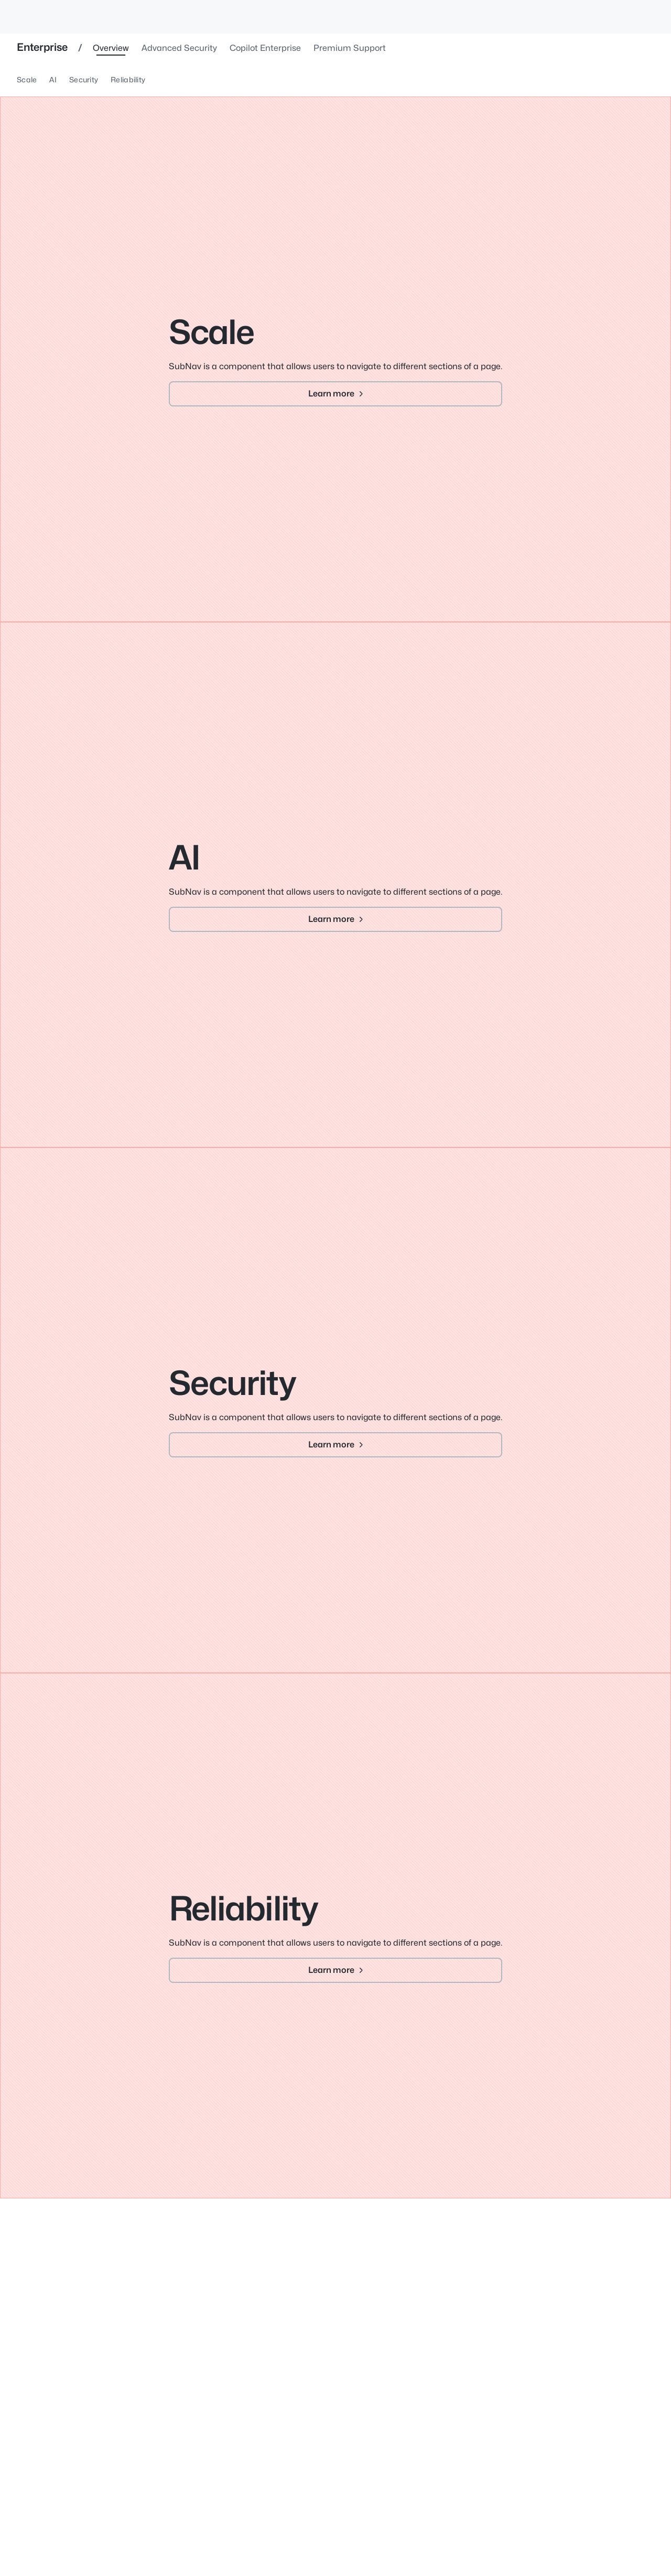 Enterprise / Overview Advanced Security Copilot Enterprise Premium Support
Scale AI Security Reliability
Scale
SubNav is a component that allows users to navigate to different sections of a page.
Learn more
AI
SubNav is a component that allows users to navigate to different sections of a page.
Learn more
Security
SubNav is a component that allows users to navigate to different sections of a page.
Learn more
Reliability
SubNav is a component that allows users to navigate to different sections of a page.
Learn more